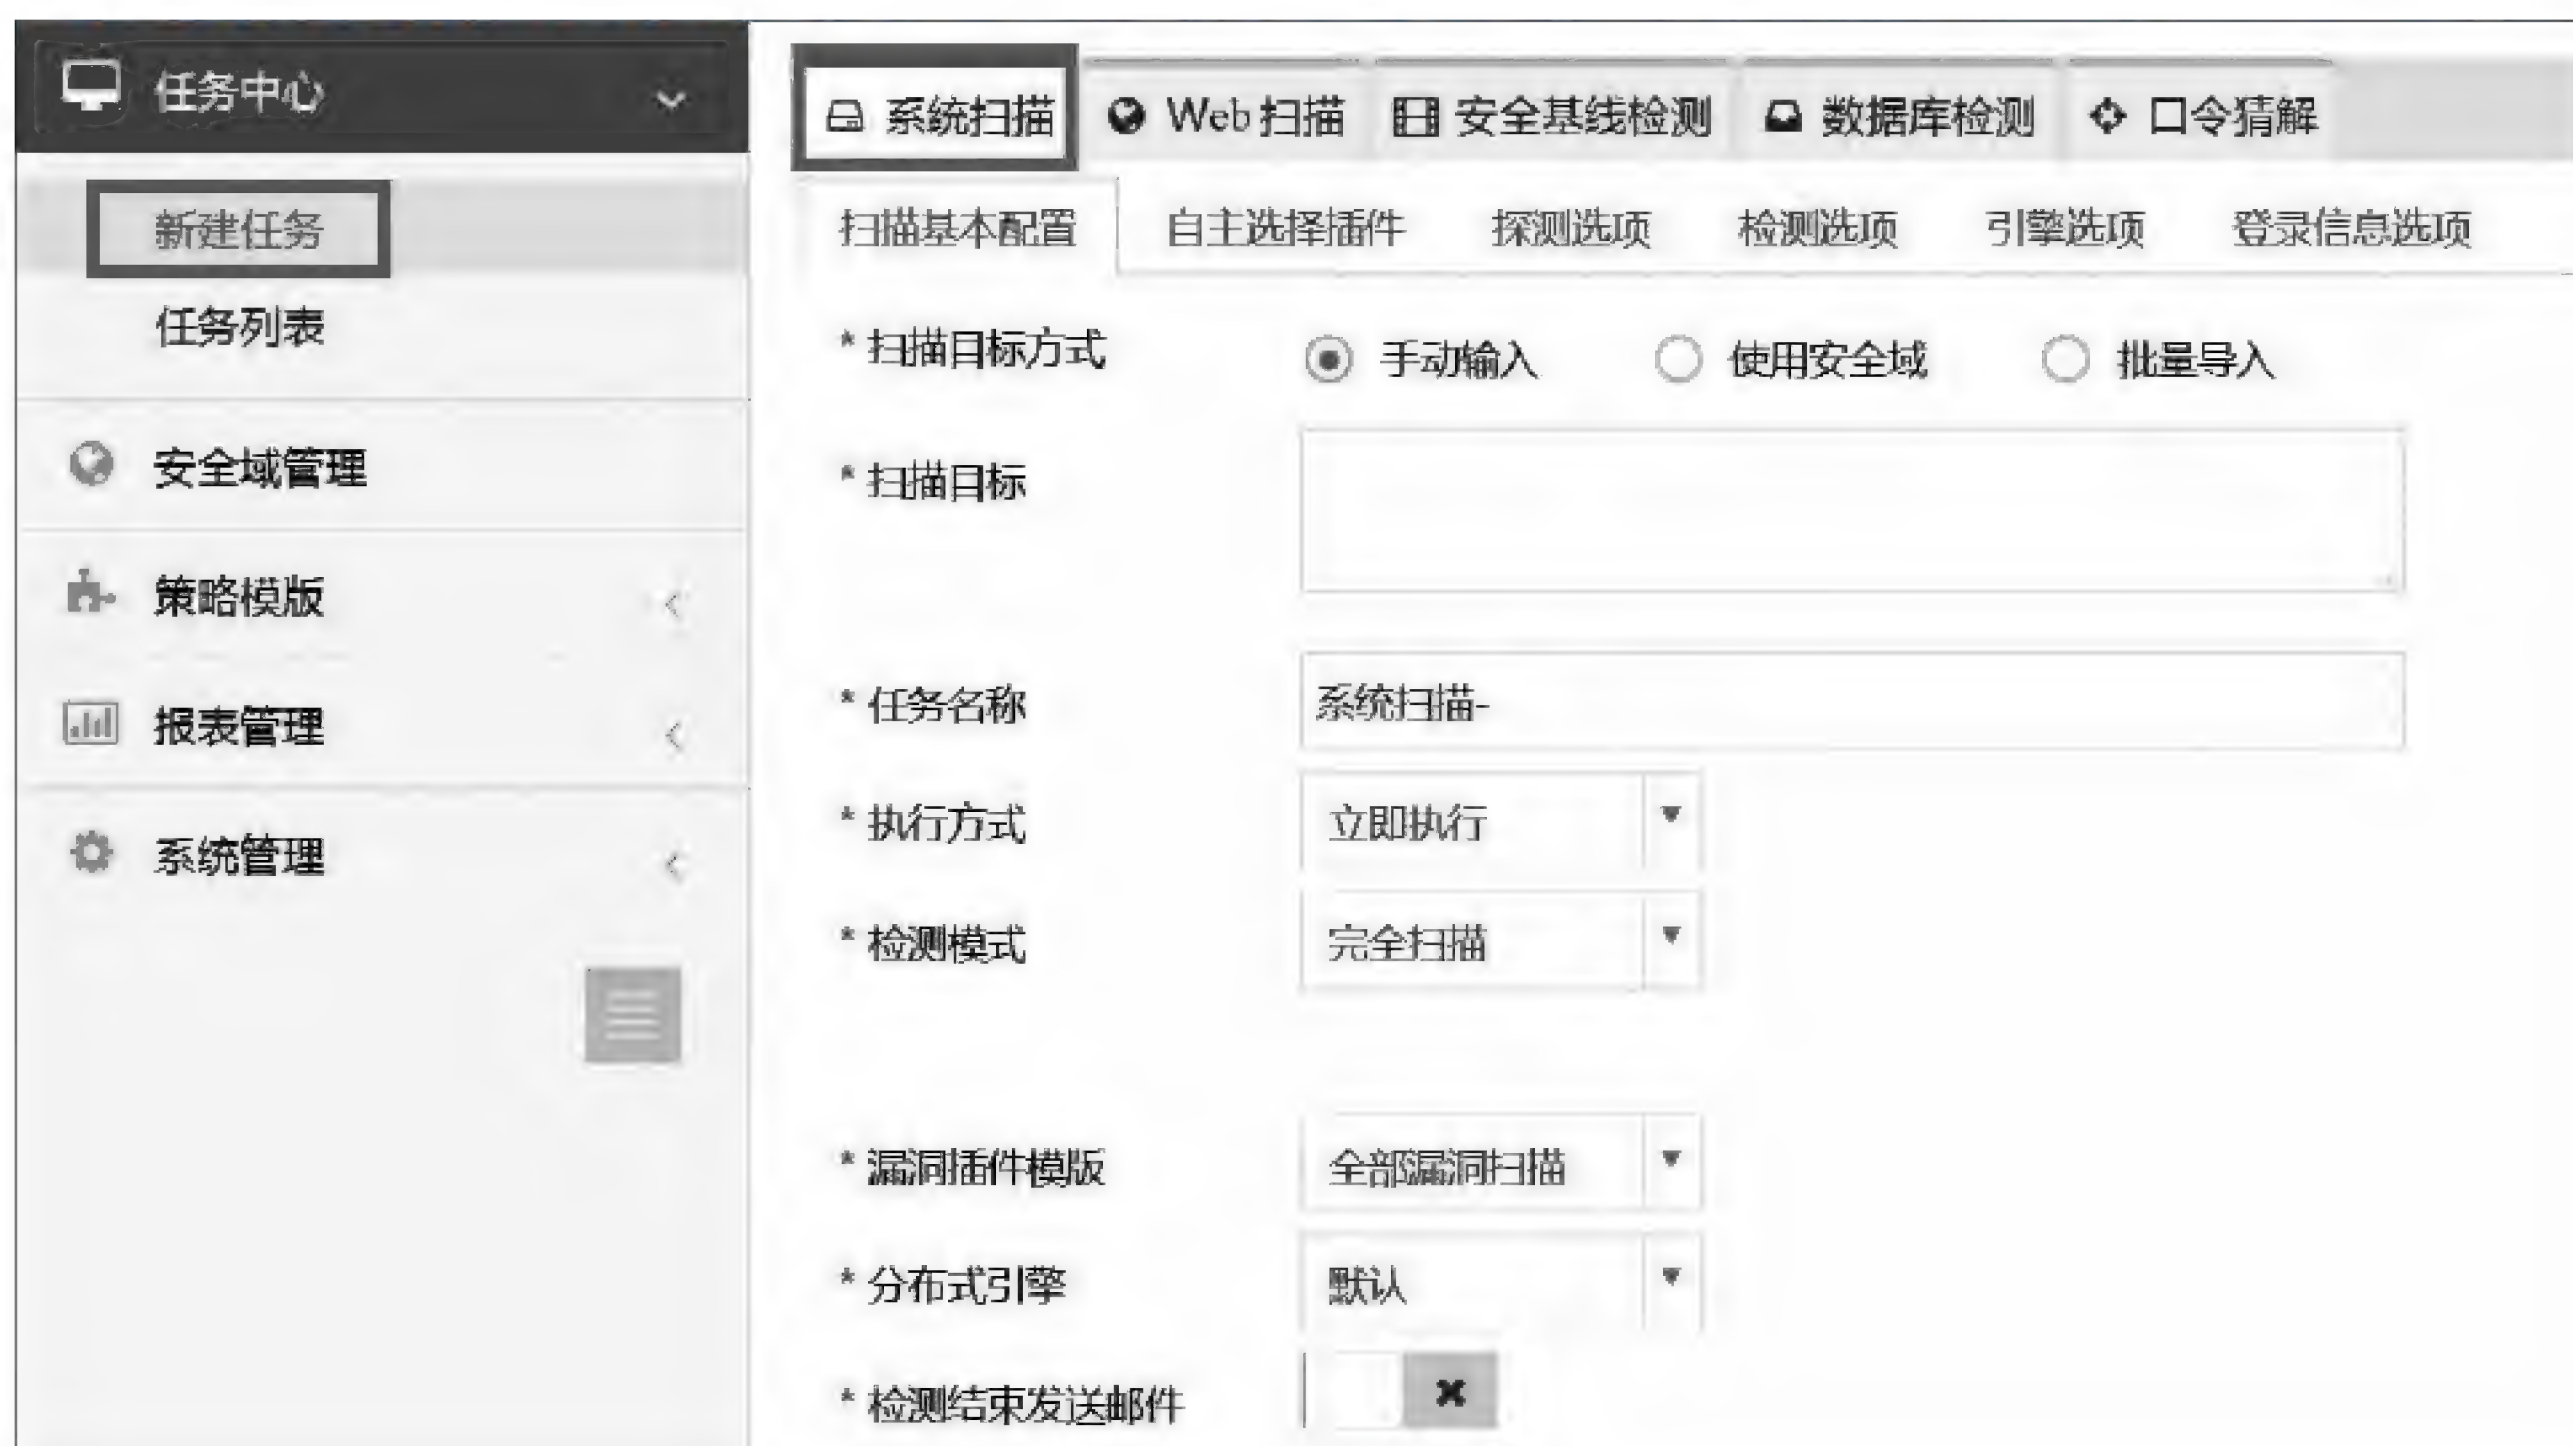 任务中心
新建任务
任务列表
安全域管理
策略模版
报表管理
系统管理
系统扫描 Web 扫描 安全基线检测 数据库检测 口令猜解
扫描基本配置 自主选择插件 探测选项 检测选项 引擎选项 登录信息选项
* 扫描目标方式 手动输入 使用安全域 批量导入
* 扫描目标
* 任务名称 系统扫描-
* 执行方式 立即执行
* 检测模式 完全扫描
* 漏洞插件模版 全部漏洞扫描
* 分布式引擎 默认
* 检测结束发送邮件